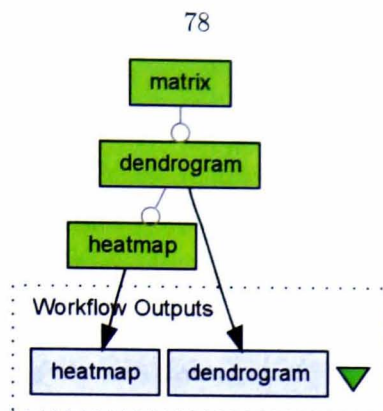 78
matrix
dendrogram
heatmap
Workflow Outputs
heatmap dendrogram